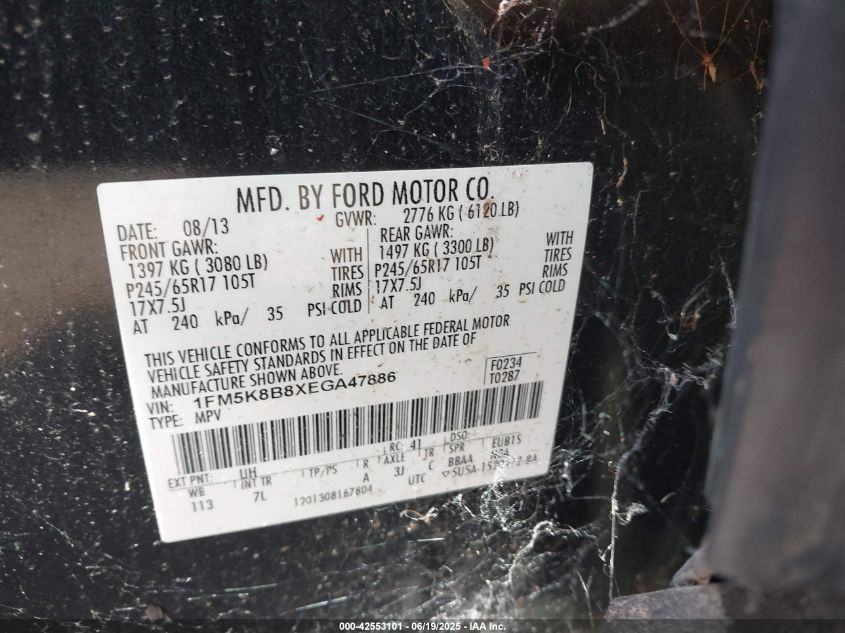 MFD. BY FORD MOTOR CO.
DATE: 08/13 GVWR: 2776 KG ( 6120 LB)
FRONT GAWR: REAR GAWR:
1397 KG ( 3080 LB) WITH 1497 KG ( 3300 LB) WITH
P245/65R17 105T TIRES P245/65R17 105T TIRES
17X7.5J RIMS 17X7.5J RIMS
AT 240 kPa/ 35 PSI COLD AT 240 kPa/ 35 PSI COLD
THIS VEHICLE CONFORMS TO ALL APPLICABLE FEDERAL MOTOR
VEHICLE SAFETY STANDARDS IN EFFECT ON THE DATE OF
MANUFACTURE SHOWN ABOVE.
VIN: 1FM5K8B8XEGA47886 F0234
TYPE: MPV T0287
EXT PNT: UH RC: 41 DSO:
WB INT TR TP/PS R AXLE TR SPR EUB1S
113 7L A 3J C BBAA
1201308167804 UTC
000-42553101 - 06/19/2025 - IAA Inc.